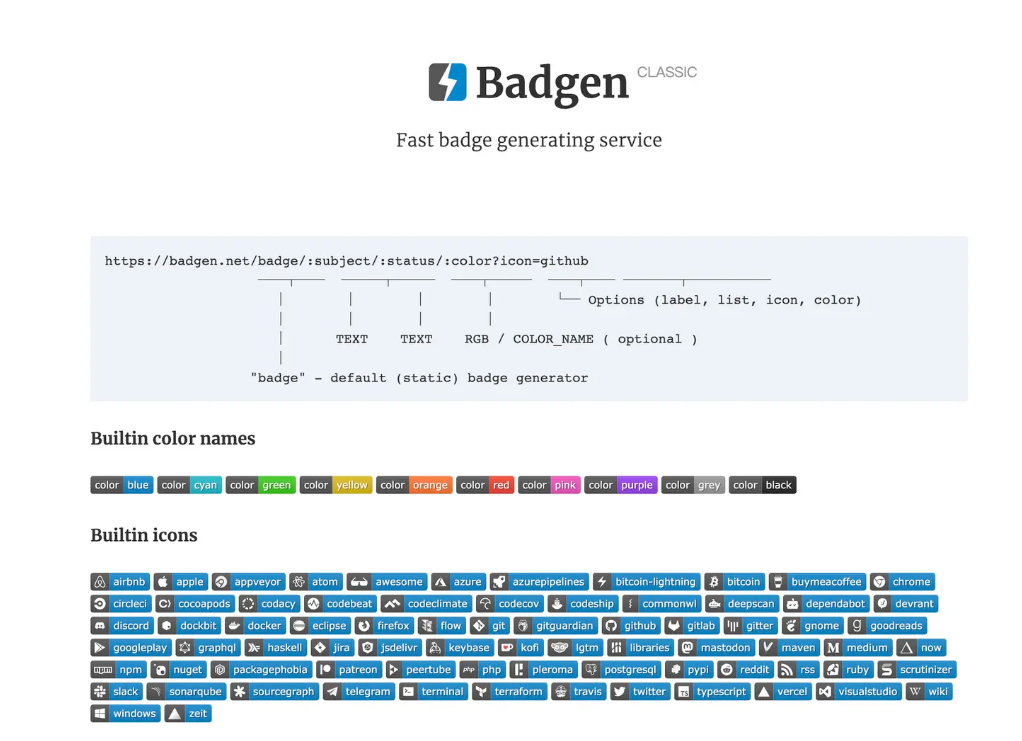 Badgen CLASSIC
Fast badge generating service
https://badgen.net/badge/:subject/:status/:color?icon=github
Options (label, list, icon, color)
TEXT TEXT RGB / COLOR_NAME ( optional )
"badge" - default (static) badge generator
Builtin color names
color blue color cyan color green color yellow color orange color red color pink color purple color grey color black
Builtin icons
airbnb apple appveyor atom awesome azure azurepipelines bitcoin-lightning bitcoin buymeacoffee chrome
circleci cocoapods codacy codebeat codeclimate codecov codeship commonwl deepscan dependabot devrant
discord dockbit docker eclipse firefox flow git gitguardian github gitlab gitter gnome goodreads
googleplay graphql haskell jira jsdelivr keybase kofi lgtm libraries mastodon maven medium now
npm nuget packagephobia patreon peertube php pleroma postgresql pypi reddit rss ruby scrutinizer
slack sonarqube sourcegraph telegram terminal terraform travis twitter typescript vercel visualstudio wiki
windows zeit